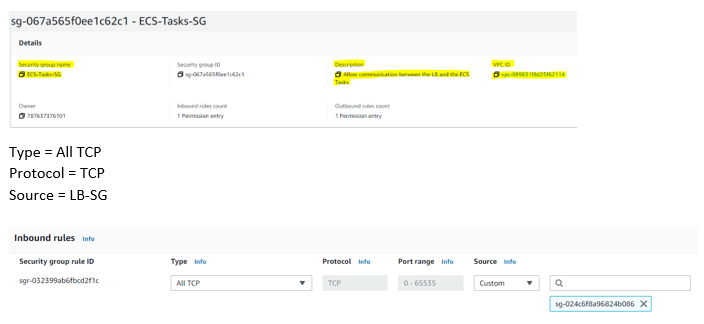 sg-067a565f0ee1c62c1 - ECS-Tasks-SG
Details
Security group name
ECS-Tasks-SG
Security group ID
sg-067a565f0ee1c62c1
Description
Allow communication between the LB and the ECS
Tasks
VPC ID
vpc-089831f8d25f62114
Owner
787637376101
Inbound rules count
1 Permission entry
Outbound rules count
1 Permission entry
Type = All TCP
Protocol = TCP
Source = LB-SG
Inbound rules Info
Security group rule ID Type Info Protocol Info Port range Info Source Info
sgr-032399ab6fbcd2f1c All TCP TCP 0 - 65535 Custom
sg-024c6f8a96824b086